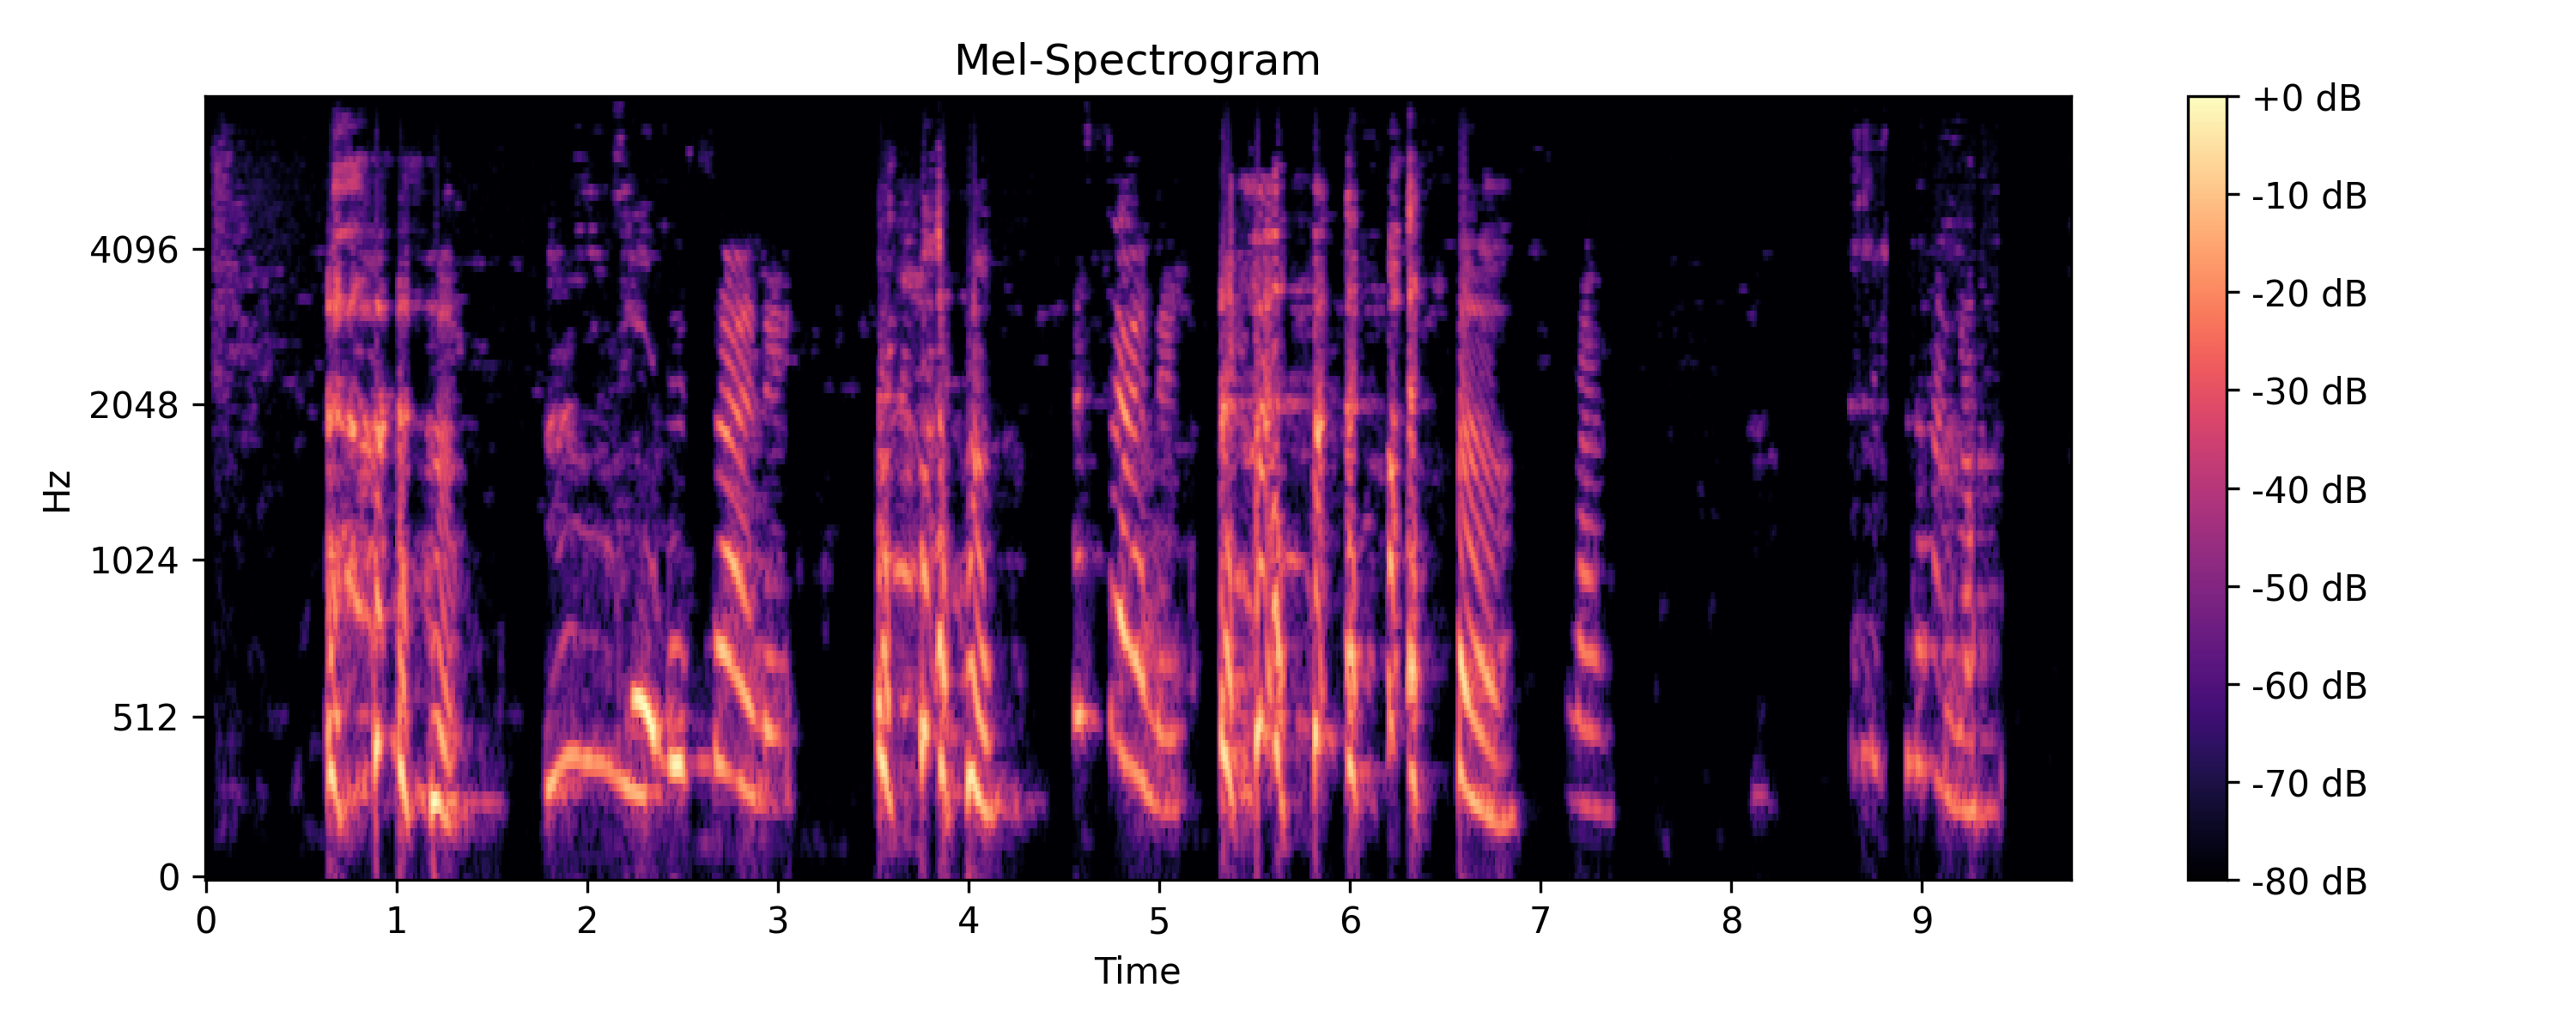 Mel-Spectrogram
+0 dB
-10 dB
-20 dB
-30 dB
-40 dB
-50 dB
-60 dB
-70 dB
-80 dB
Hz
4096
2048
1024
512
0
0 1 2 3 4 5 6 7 8 9
Time